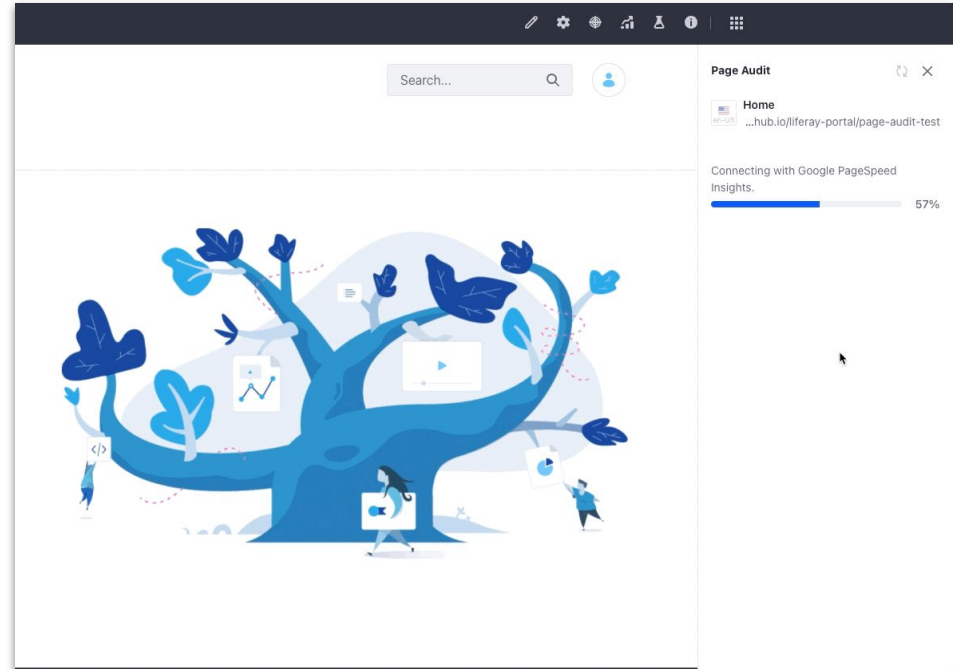 Search...
Page Audit
Home
en-US
...hub.io/liferay-portal/page-audit-test
Connecting with Google PageSpeed
Insights.
57%
</>